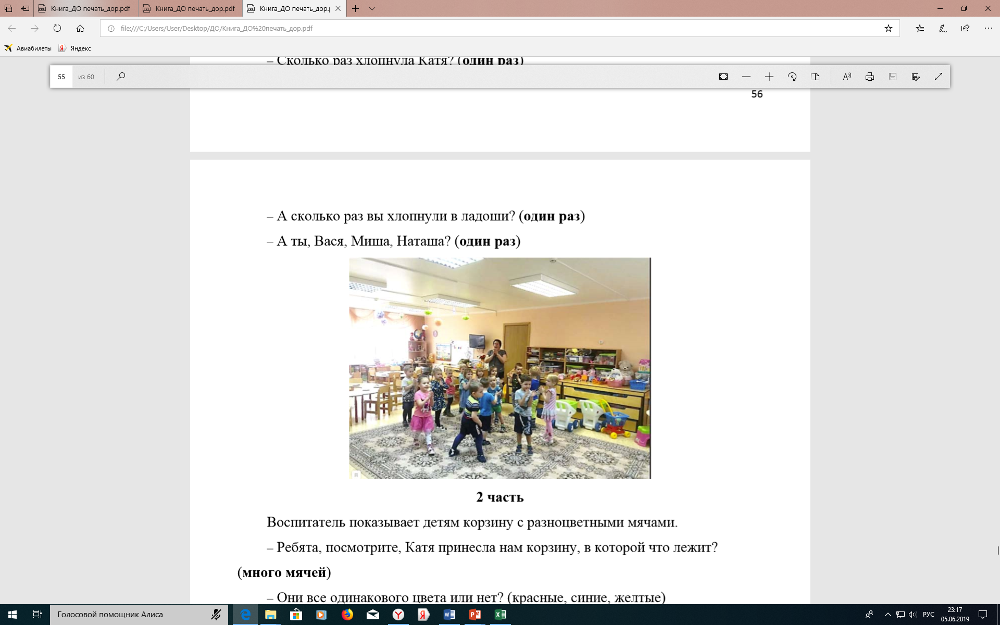 Книга_ДО печать_дор.pdf
Книга_ДО печать_дор.pdf
Книга_ДО печать_дор.
file:///C:/Users/User/Desktop/ДО/Книга_ДО%20печать_дор.pdf
Авиабилеты
Яндекс
– Сколько раз хлопнула Катя? (один раз)
55 из 60
56
– А сколько раз вы хлопнули в ладоши? (один раз)
– А ты, Вася, Миша, Наташа? (один раз)
2 часть
Воспитатель показывает детям корзину с разноцветными мячами.
– Ребята, посмотрите, Катя принесла нам корзину, в которой что лежит?
(много мячей)
– Они все одинакового цвета или нет? (красные, синие, желтые)
Голосовой помощник Алиса
РУС
23:17
05.06.2019